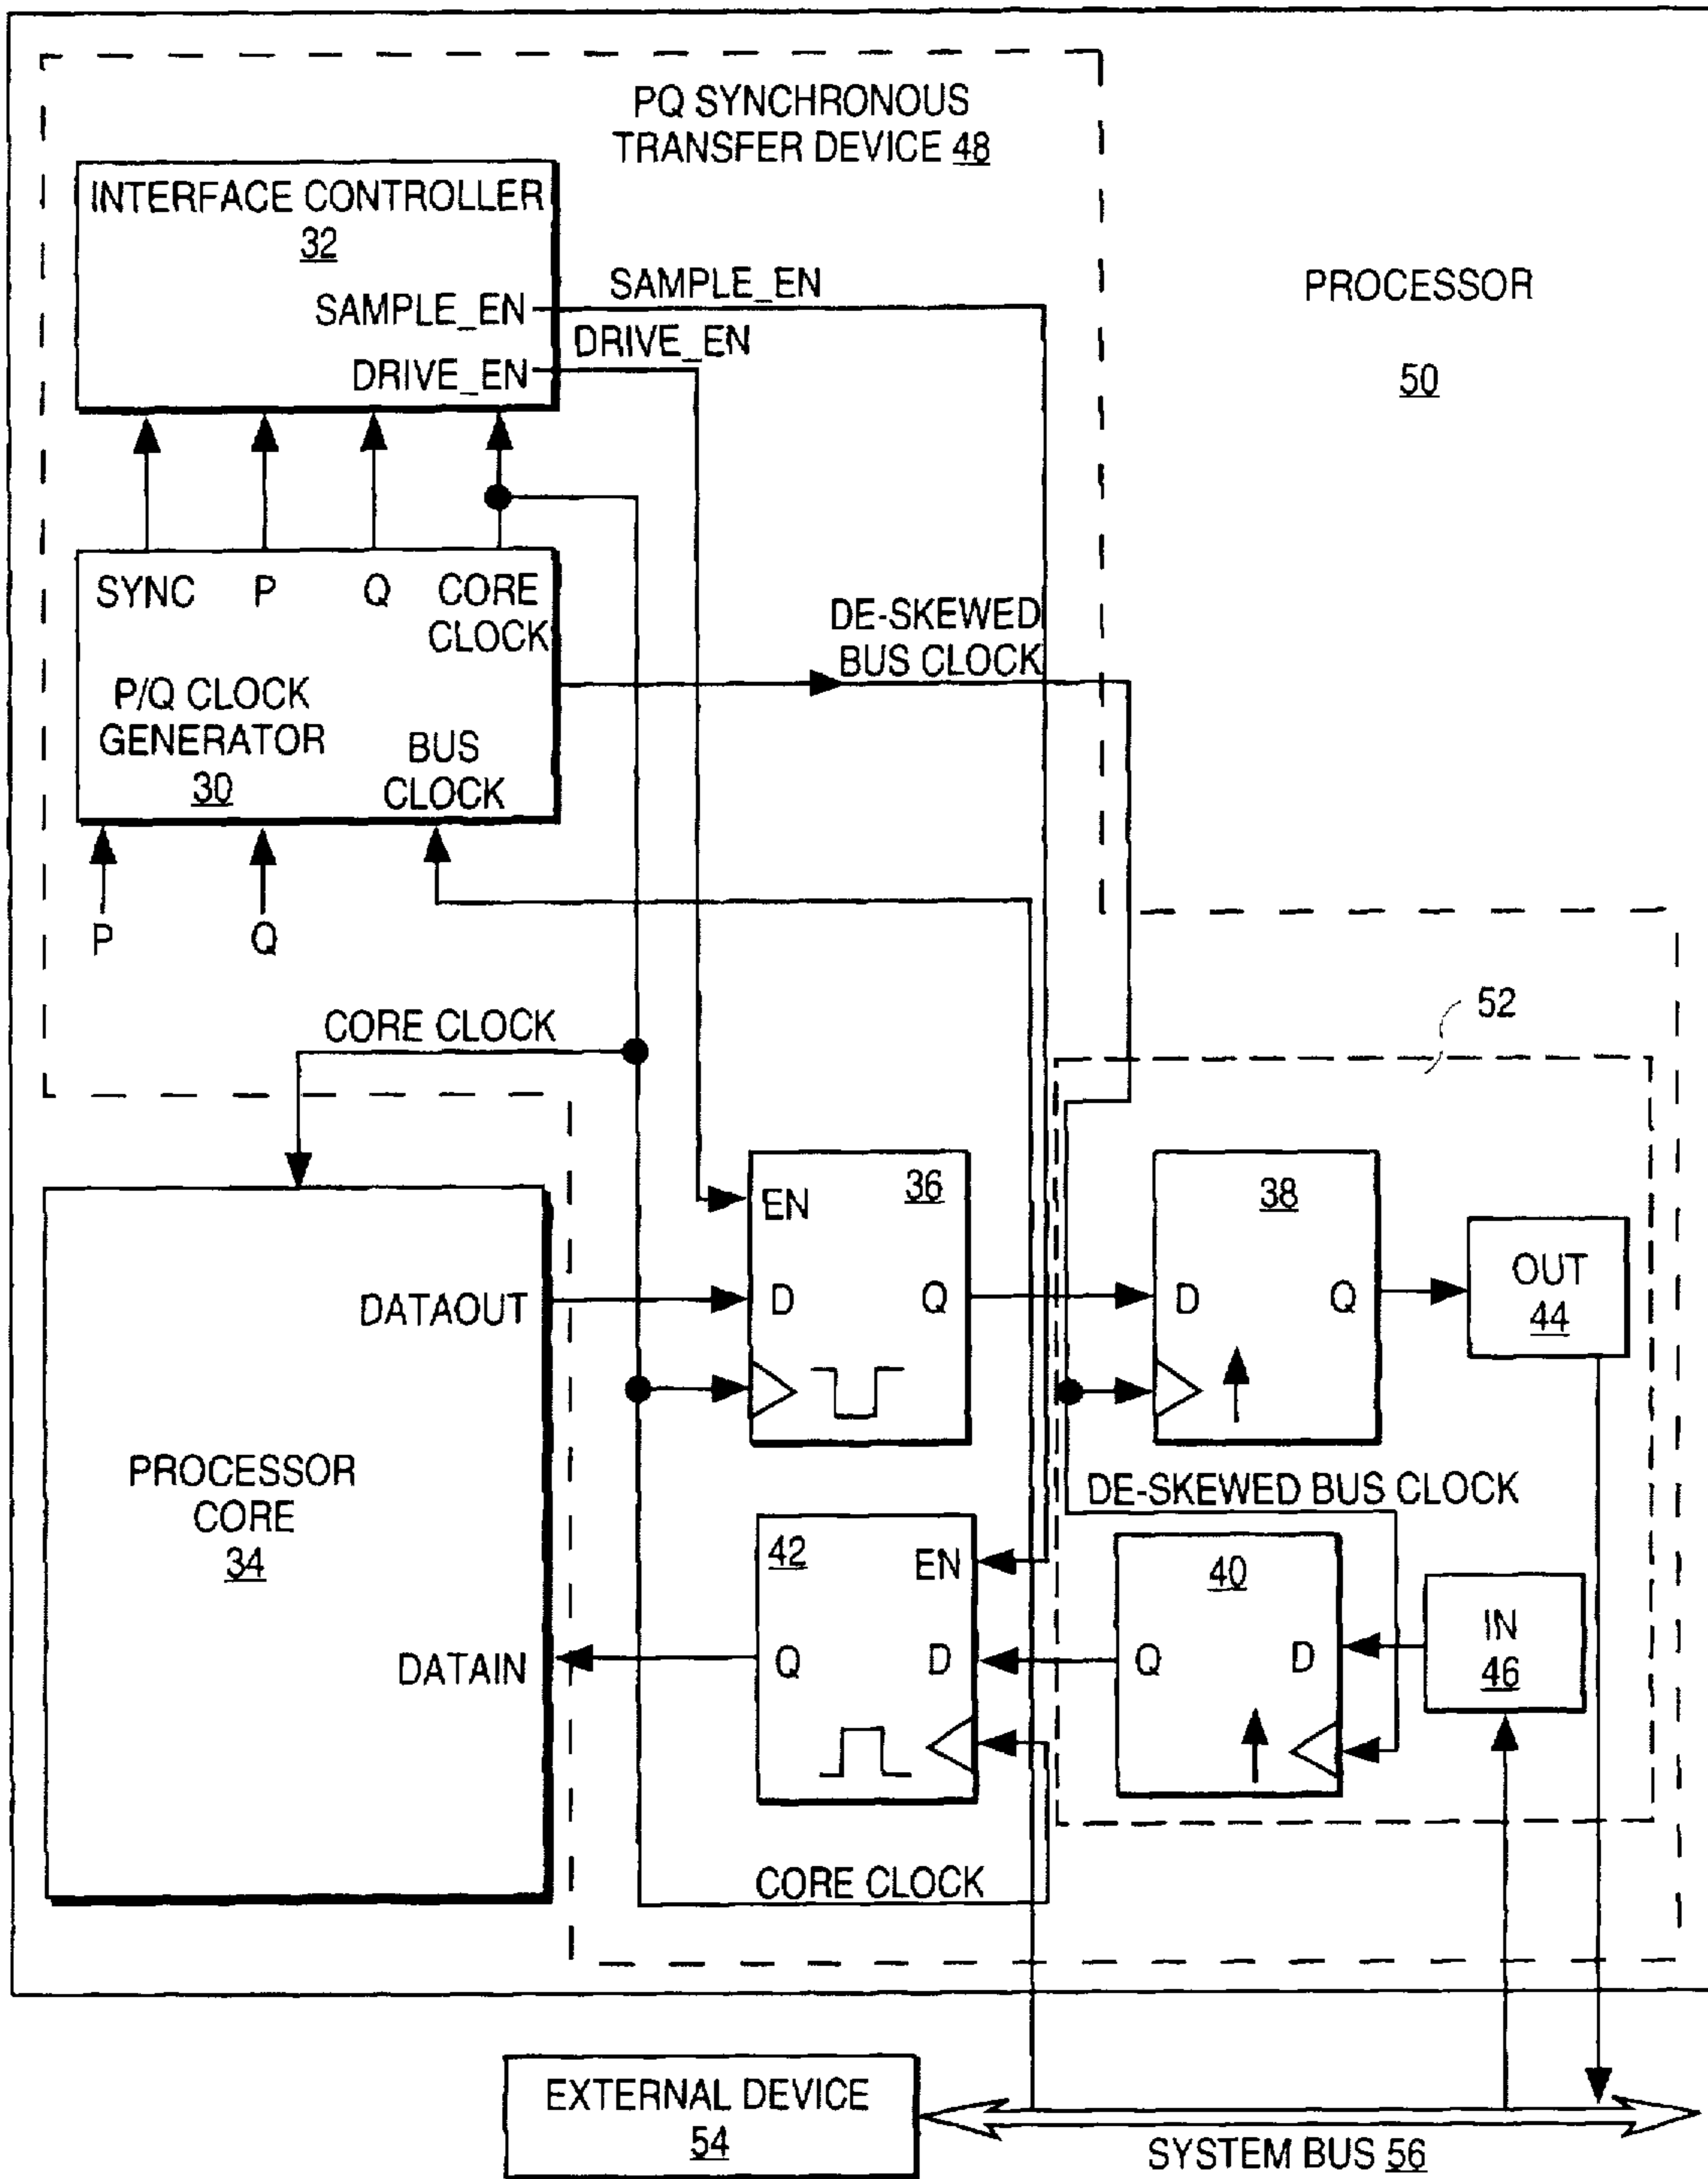 PQ SYNCHRONOUS
TRANSFER DEVICE 48
INTERFACE CONTROLLER
32
SAMPLE_EN
DRIVE_EN
SAMPLE_EN
DRIVE_EN
PROCESSOR
50
SYNC
P
Q
CORE
CLOCK
P/Q CLOCK
GENERATOR
30
BUS
CLOCK
DE-SKEWED
BUS CLOCK
P
Q
CORE CLOCK
52
EN
36
D
Q
38
D
Q
OUT
44
DATAOUT
PROCESSOR
CORE
34
DATAIN
DE-SKEWED BUS CLOCK
42
EN
Q
D
40
Q
D
IN
46
CORE CLOCK
EXTERNAL DEVICE
54
SYSTEM BUS 56